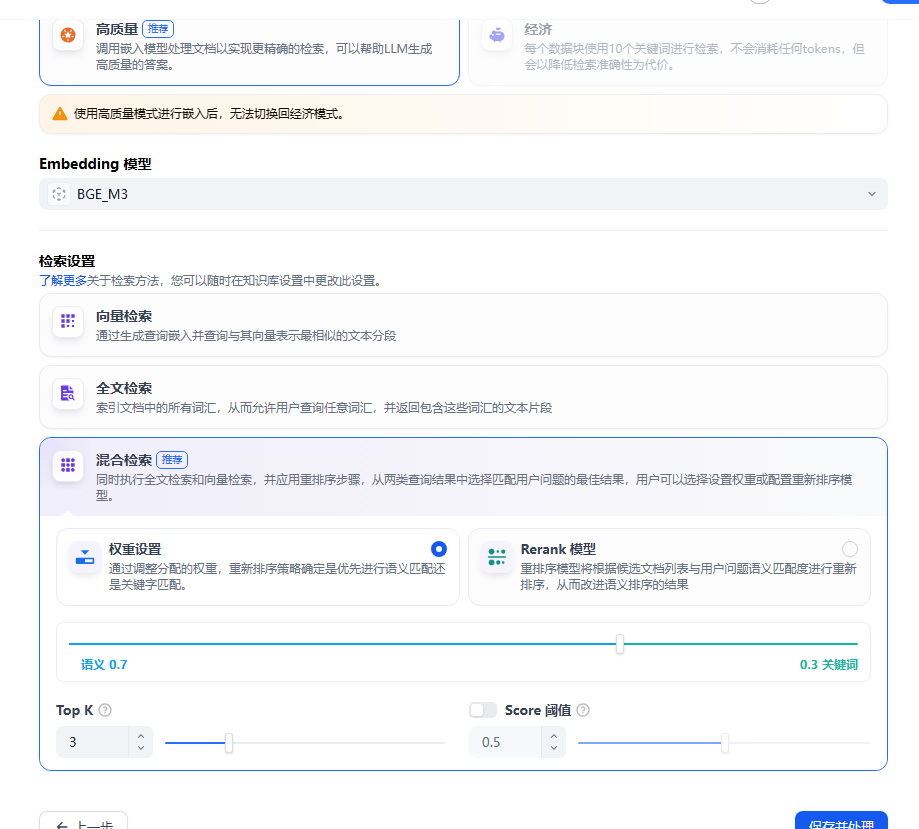 高质量 推荐
调用嵌入模型处理文档以实现更精确的检索，可以帮助LLM生成
高质量的答案。
经济
每个数据块使用10个关键词进行检索，不会消耗任何tokens，但
会以降低检索准确性为代价。
使用高质量模式进行嵌入后，无法切换回经济模式。
Embedding 模型
BGE_M3
检索设置
了解更多关于检索方法，您可以随时在知识库设置中更改此设置。
向量检索
通过生成查询嵌入并查询与其向量表示最相似的文本分段
全文检索
索引文档中的所有词汇，从而允许用户查询任意词汇，并返回包含这些词汇的文本片段
混合检索 推荐
同时执行全文检索和向量检索，并应用重排序步骤，从两类查询结果中选择匹配用户问题的最佳结果，用户可以选择设置权重或配置重新排序模
型。
权重设置
通过调整分配的权重，重新排序策略确定是优先进行语义匹配还
是关键字匹配。
Rerank 模型
重排序模型将根据候选文档列表与用户问题语义匹配度进行重新
排序，从而改进语义排序的结果
语义 0.7
0.3 关键词
Top K
3
Score 阈值
0.5
上一步
保存并处理